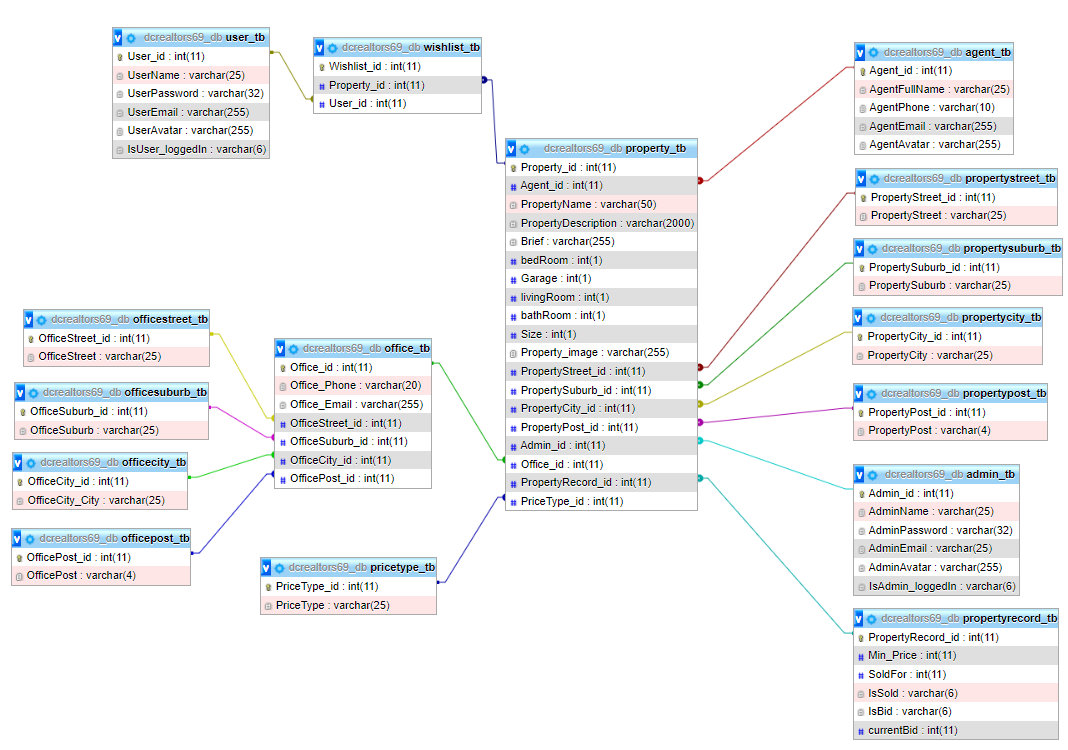 dcrealtors69_db user_tb
User_id : int(11)
UserName : varchar(25)
UserPassword : varchar(32)
UserEmail : varchar(255)
UserAvatar : varchar(255)
IsUser_loggedIn : varchar(6)
dcrealtors69_db wishlist_tb
Wishlist_id : int(11)
Property_id : int(11)
User_id : int(11)
dcrealtors69_db property_tb
Property_id : int(11)
Agent_id : int(11)
PropertyName : varchar(50)
PropertyDescription : varchar(2000)
Brief : varchar(255)
bedRoom : int(1)
Garage : int(1)
livingRoom : int(1)
bathRoom : int(1)
Size : int(1)
Property_image : varchar(255)
PropertyStreet_id : int(11)
PropertySuburb_id : int(11)
PropertyCity_id : int(11)
PropertyPost_id : int(11)
Admin_id : int(11)
Office_id : int(11)
PropertyRecord_id : int(11)
PriceType_id : int(11)
dcrealtors69_db agent_tb
Agent_id : int(11)
AgentFullName : varchar(25)
AgentPhone : varchar(10)
AgentEmail : varchar(255)
AgentAvatar : varchar(255)
dcrealtors69_db propertystreet_tb
PropertyStreet_id : int(11)
PropertyStreet : varchar(25)
dcrealtors69_db propertysuburb_tb
PropertySuburb_id : int(11)
PropertySuburb : varchar(25)
dcrealtors69_db propertycity_tb
PropertyCity_id : int(11)
PropertyCity : varchar(25)
dcrealtors69_db propertypost_tb
PropertyPost_id : int(11)
PropertyPost : varchar(4)
dcrealtors69_db admin_tb
Admin_id : int(11)
AdminName : varchar(25)
AdminPassword : varchar(32)
AdminEmail : varchar(25)
AdminAvatar : varchar(255)
IsAdmin_loggedIn : varchar(6)
dcrealtors69_db propertyrecord_tb
PropertyRecord_id : int(11)
Min_Price : int(11)
SoldFor : int(11)
IsSold : varchar(6)
IsBid : varchar(6)
currentBid : int(11)
dcrealtors69_db officestreet_tb
OfficeStreet_id : int(11)
OfficeStreet : varchar(25)
dcrealtors69_db officesuburb_tb
OfficeSuburb_id : int(11)
OfficeSuburb : varchar(25)
dcrealtors69_db officecity_tb
OfficeCity_id : int(11)
OfficeCity_City : varchar(25)
dcrealtors69_db officepost_tb
OfficePost_id : int(11)
OfficePost : varchar(4)
dcrealtors69_db office_tb
Office_id : int(11)
Office_Phone : varchar(20)
Office_Email : varchar(255)
OfficeStreet_id : int(11)
OfficeSuburb_id : int(11)
OfficeCity_id : int(11)
OfficePost_id : int(11)
dcrealtors69_db pricetype_tb
PriceType_id : int(11)
PriceType : varchar(25)